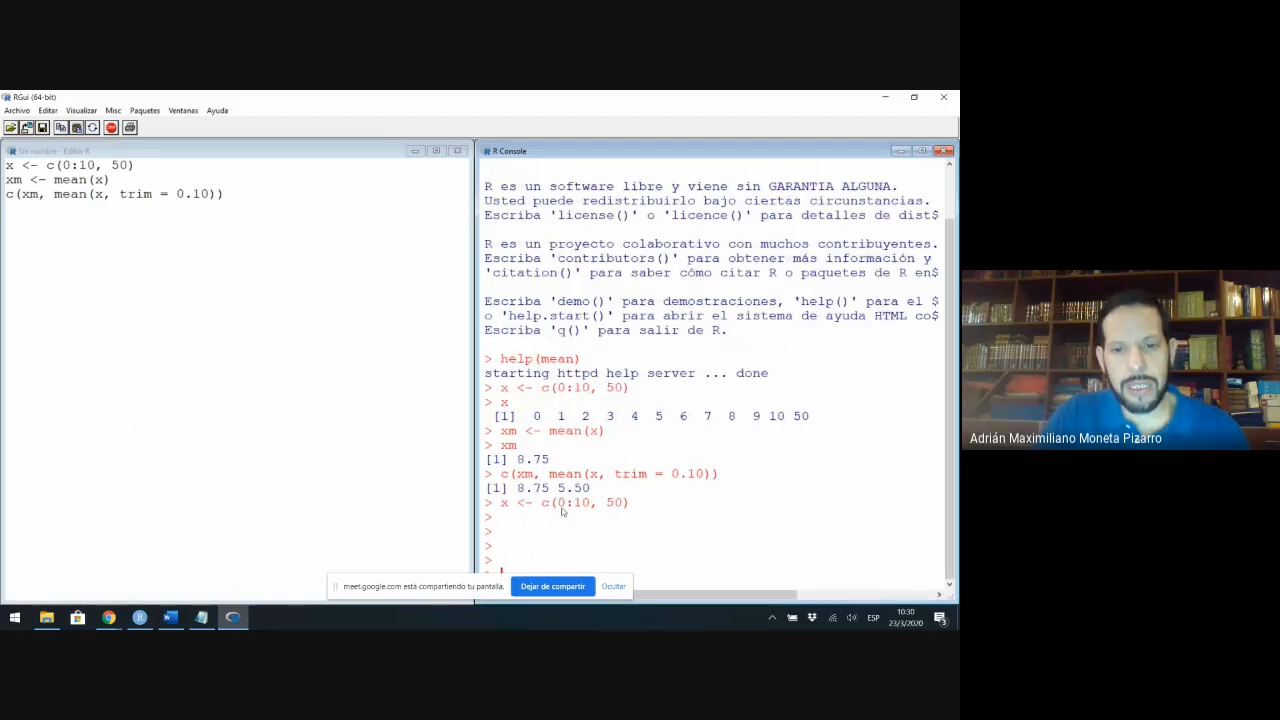 RGui (64-bit)
Archivo Editar Visualizar Misc Paquetes Ventanas Ayuda
Sin nombre - Editor R
x <- c(0:10, 50)
xm <- mean(x)
c(xm, mean(x, trim = 0.10))
R Console
R es un software libre y viene sin GARANTIA ALGUNA.
Usted puede redistribuirlo bajo ciertas circunstancias.
Escriba 'license()' o 'licence()' para detalles de dist$
R es un proyecto colaborativo con muchos contribuyentes.
Escriba 'contributors()' para obtener más información y
'citation()' para saber cómo citar R o paquetes de R en$
Escriba 'demo()' para demostraciones, 'help()' para el $
o 'help.start()' para abrir el sistema de ayuda HTML co$
Escriba 'q()' para salir de R.
> help(mean)
starting httpd help server ... done
> x <- c(0:10, 50)
> x
[1] 0 1 2 3 4 5 6 7 8 9 10 50
> xm <- mean(x)
> xm
[1] 8.75
> c(xm, mean(x, trim = 0.10))
[1] 8.75 5.50
> x <- c(0:10, 50)
>
>
>
>
>
meet.google.com está compartiendo tu pantalla. Dejar de compartir Ocultar
ESP
10:30
23/3/2020
3
Adrián Maximiliano Moneta Pizarro